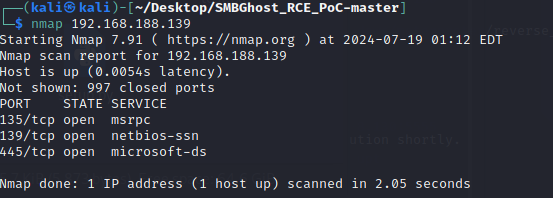 ┌──(kali㉿kali)-[~/Desktop/SMBGhost_RCE_PoC-master]
└─$ nmap 192.168.188.139
Starting Nmap 7.91 ( https://nmap.org ) at 2024-07-19 01:12 EDT
Nmap scan report for 192.168.188.139
Host is up (0.0054s latency).
Not shown: 997 closed ports
PORT    STATE SERVICE
135/tcp open  msrpc
139/tcp open  netbios-ssn
445/tcp open  microsoft-ds
ution shortly.
Nmap done: 1 IP address (1 host up) scanned in 2.05 seconds